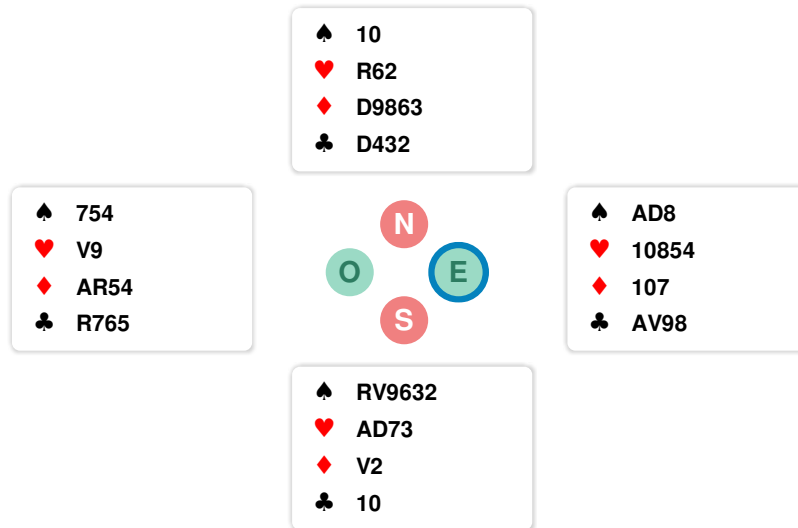 ♠ 10
♥ R62
♦ D9863
♣ D432
♠ 754
♥ V9
♦ AR54
♣ R765
N
O
E
S
♠ AD8
♥ 10854
♦ 107
♣ AV98
♠ RV9632
♥ AD73
♦ V2
♣ 10